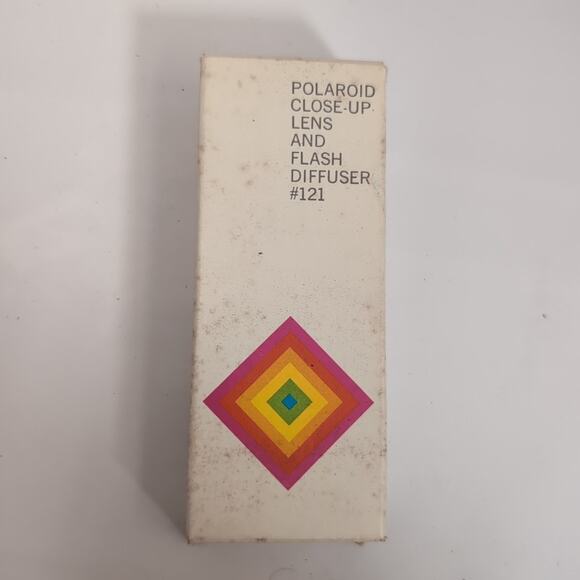 POLAROID
CLOSE-UP
LENS
AND
FLASH
DIFFUSER
#121